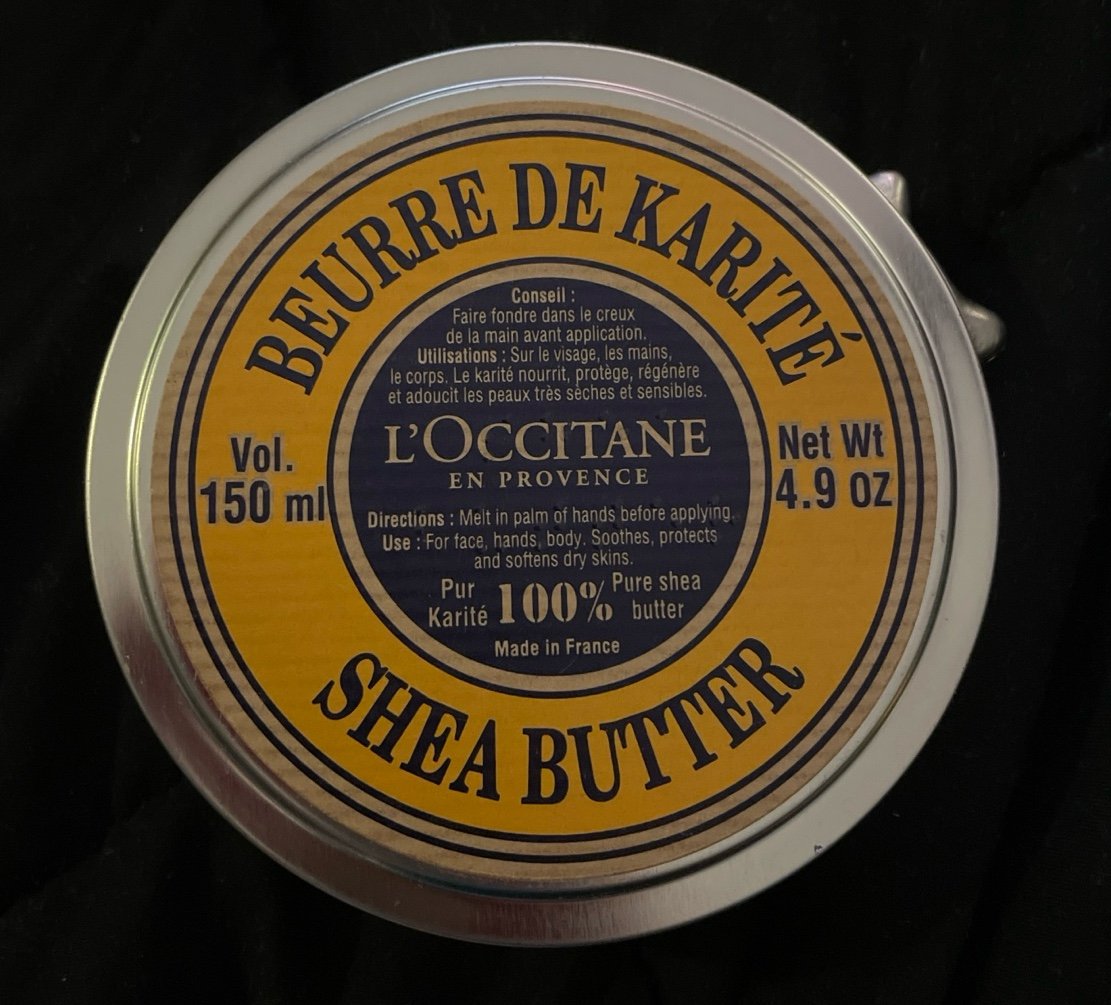 BEURRE DE KARITÉ
Conseil :
Faire fondre dans le creux
de la main avant application.
Utilisations : Sur le visage, les mains,
le corps. Le karité nourrit, protège, régénère
et adoucit les peaux très sèches et sensibles.
L'OCCITANE
EN PROVENCE
Vol.
150 ml
Net Wt
4.9 OZ
Directions : Melt in palm of hands before applying.
Use : For face, hands, body. Soothes, protects
and softens dry skins.
Pur
Karité
100%
Pure shea
butter
Made in France
SHEA BUTTER